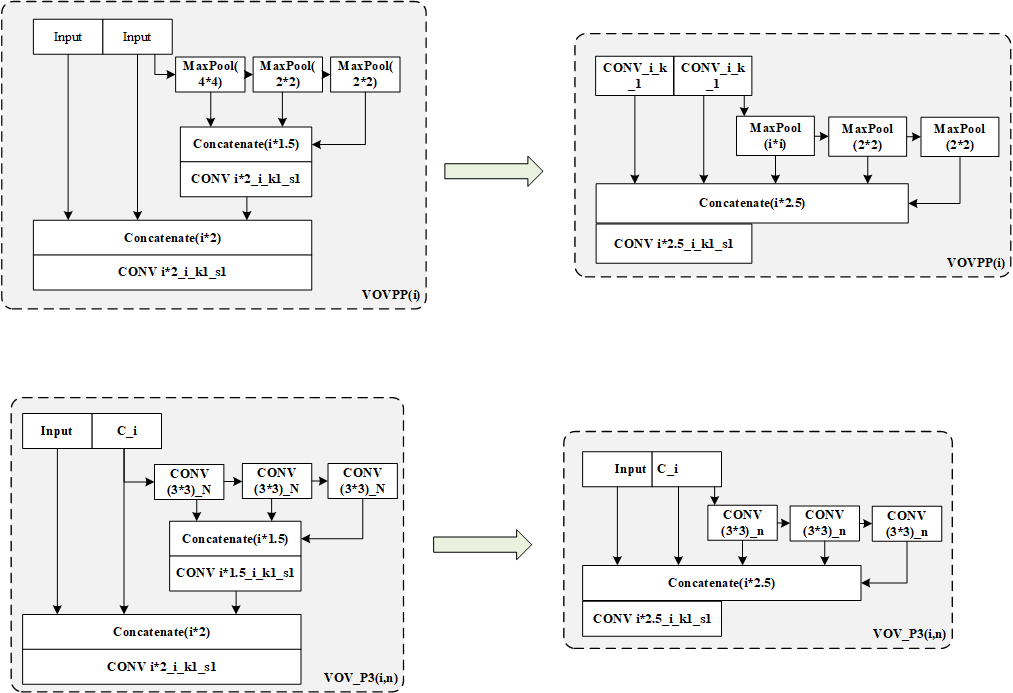 Input
Input
MaxPool(
4*4)
MaxPool(
2*2)
MaxPool(
2*2)
Concatenate(i*1.5)
CONV i*2_i_k1_s1
Concatenate(i*2)
CONV i*2_i_k1_s1
VOVPP(i)
CONV_i_k
_1
CONV_i_k
_1
MaxPool
(i*i)
MaxPool
(2*2)
MaxPool
(2*2)
Concatenate(i*2.5)
CONV i*2.5_i_k1_s1
VOVPP(i)
Input
C_i
CONV
(3*3)_N
CONV
(3*3)_N
CONV
(3*3)_N
Concatenate(i*1.5)
CONV i*1.5_i_k1_s1
Concatenate(i*2)
CONV i*2_i_k1_s1
VOV_P3(i,n)
Input
C_i
CONV
(3*3)_n
CONV
(3*3)_n
CONV
(3*3)_n
Concatenate(i*2.5)
CONV i*2.5_i_k1_s1
VOV_P3(i,n)